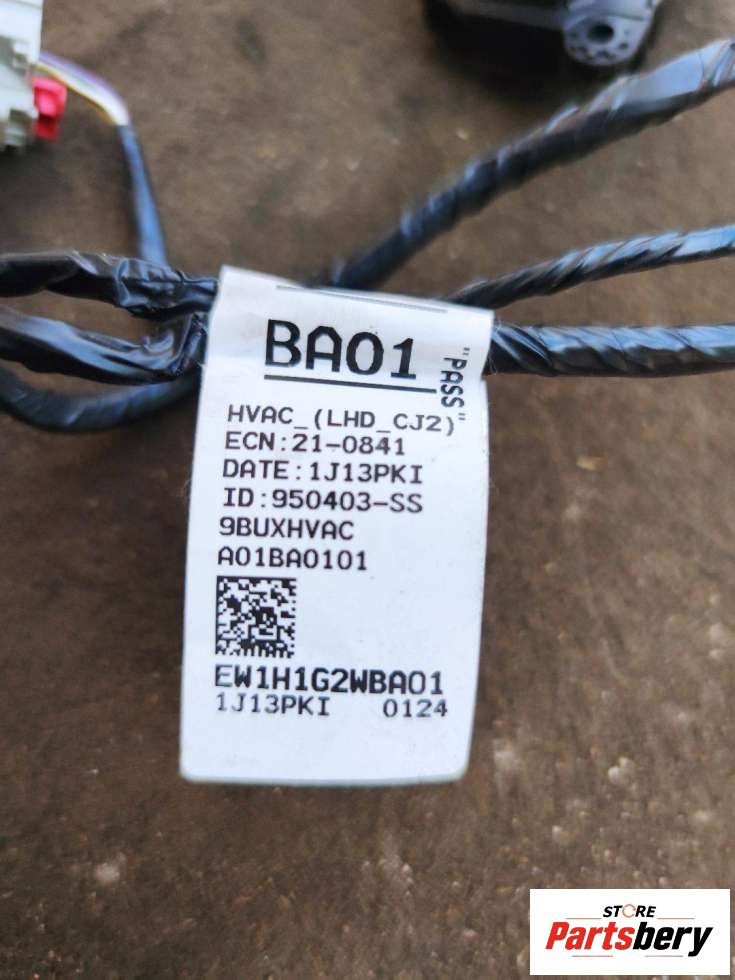 BA01
"PASS"
HVAC_(LHD_CJ2)
ECN:21-0841
DATE:1J13PKI
ID:950403-SS
9BUXHVAC
A01BA0101
EW1H1G2WBA01
1J13PKI 0124
STORE
Partsbery